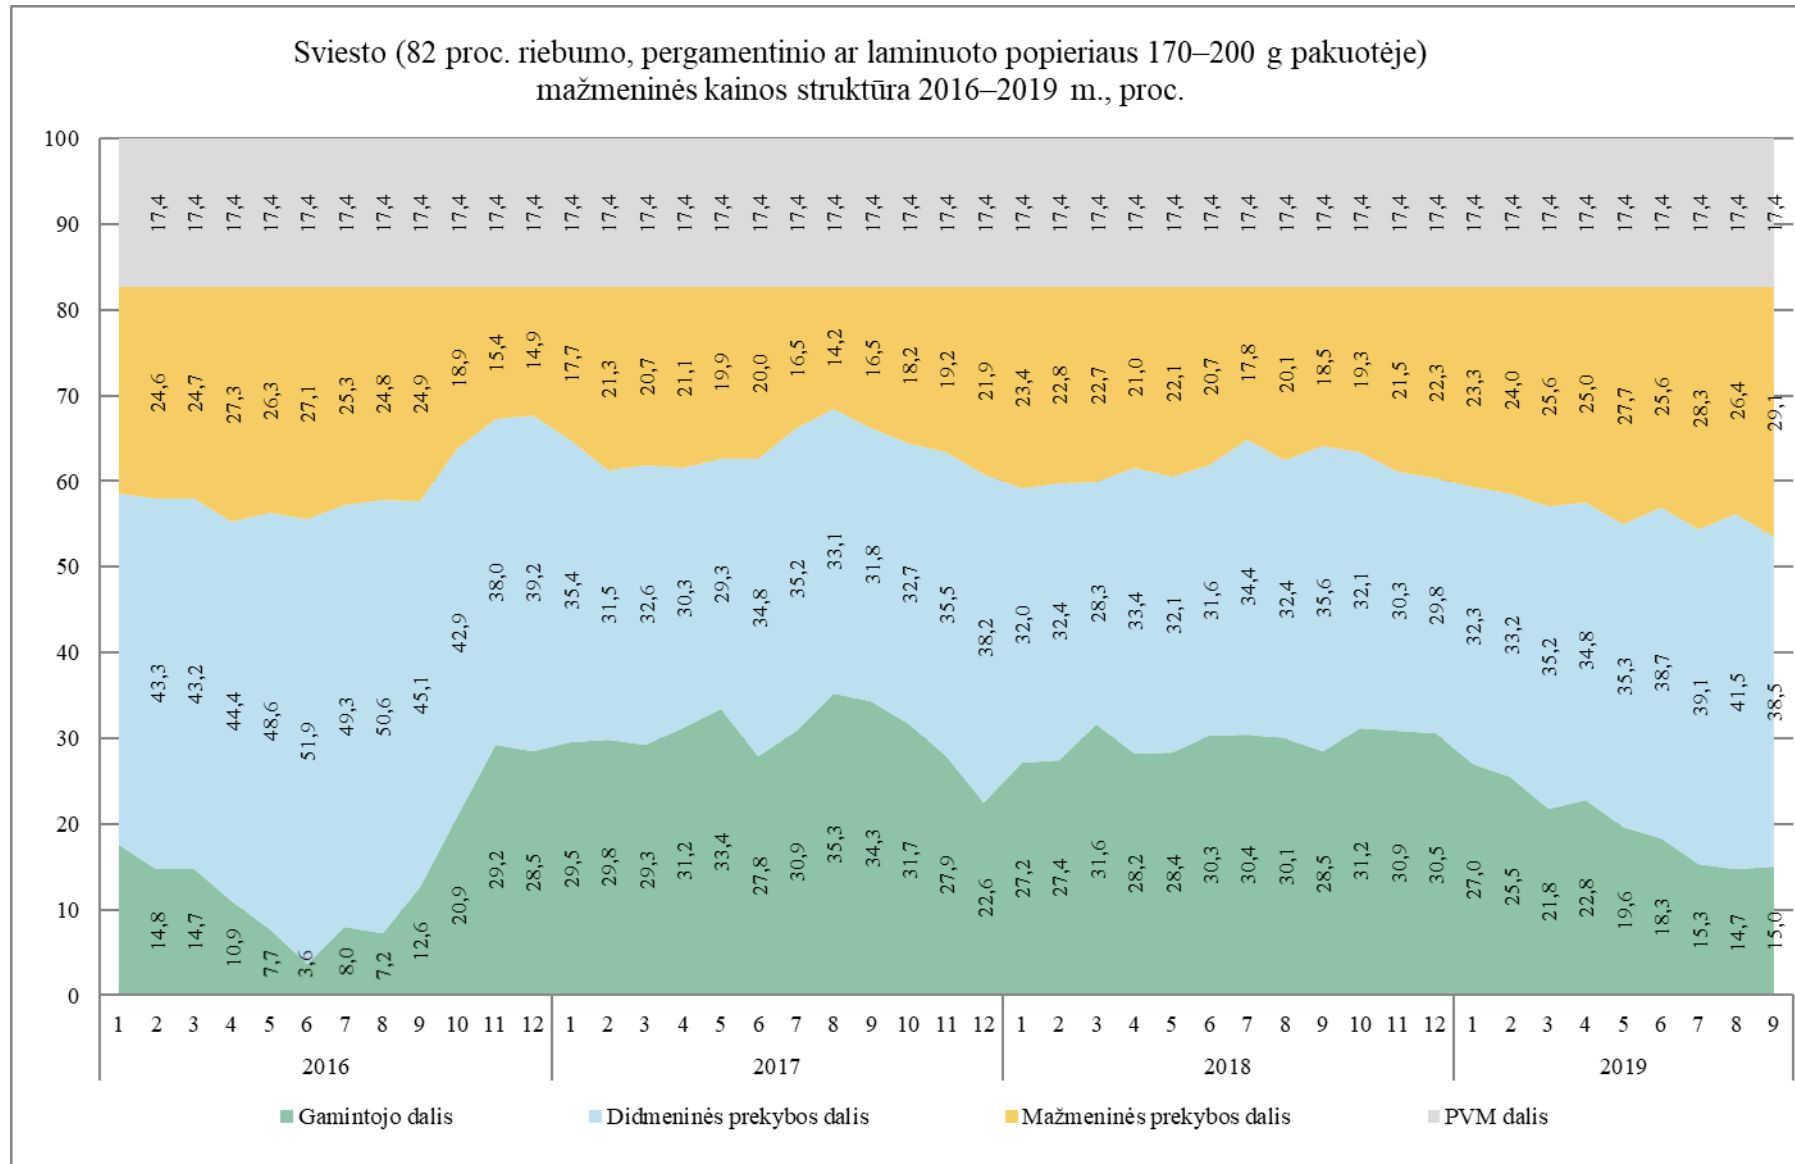 Sviesto (82 proc. riebumo, pergamentinio ar laminuoto popieriaus 170–200 g pakuotėje)
mažmeninės kainos struktūra 2016–2019 m., proc.
100
90
80
70
60
50
40
30
20
10
0
17,4 17,4 17,4 17,4 17,4 17,4 17,4 17,4 17,4 17,4 17,4 17,4 17,4 17,4 17,4 17,4 17,4 17,4 17,4 17,4 17,4 17,4 17,4 17,4 17,4 17,4 17,4 17,4 17,4 17,4 17,4 17,4 17,4 17,4 17,4 17,4 17,4 17,4 17,4 17,4 17,4 17,4 17,4 17,4
24,6 24,7 27,3 26,3 27,1 25,3 24,8 24,9 18,9 15,4 14,9 17,7 21,3 20,7 21,1 19,9 20,0 16,5 14,2 16,5 18,2 19,2 21,9 23,4 22,8 22,7 21,0 22,1 20,7 17,8 20,1 18,5 19,3 21,5 22,3 23,3 24,0 25,6 25,0 27,7 25,6 28,3 26,4 29,1
43,3 43,2 44,4 48,6 51,9 49,3 50,6 45,1 42,9 38,0 39,2 35,4 31,5 32,6 30,3 29,3 34,8 35,2 33,1 31,8 32,7 35,5 38,2 32,0 32,4 28,3 33,4 32,1 31,6 34,4 32,4 35,6 32,1 30,3 29,8 32,3 33,2 35,2 34,8 35,3 38,7 39,1 41,5 38,5
14,8 14,7 10,9 7,7 3,6 8,0 7,2 12,6 20,9 29,2 28,5 29,5 29,8 29,3 31,2 33,4 27,8 30,9 35,3 34,3 31,7 27,9 22,6 27,2 27,4 31,6 28,2 28,4 30,3 30,4 30,1 28,5 31,2 30,9 30,5 27,0 25,5 21,8 22,8 19,6 18,3 15,3 14,7 15,0
1 2 3 4 5 6 7 8 9 10 11 12 1 2 3 4 5 6 7 8 9 10 11 12 1 2 3 4 5 6 7 8 9 10 11 12 1 2 3 4 5 6 7 8 9
2016 2017 2018 2019
Gamintojo dalis Didmeninės prekybos dalis Mažmeninės prekybos dalis PVM dalis